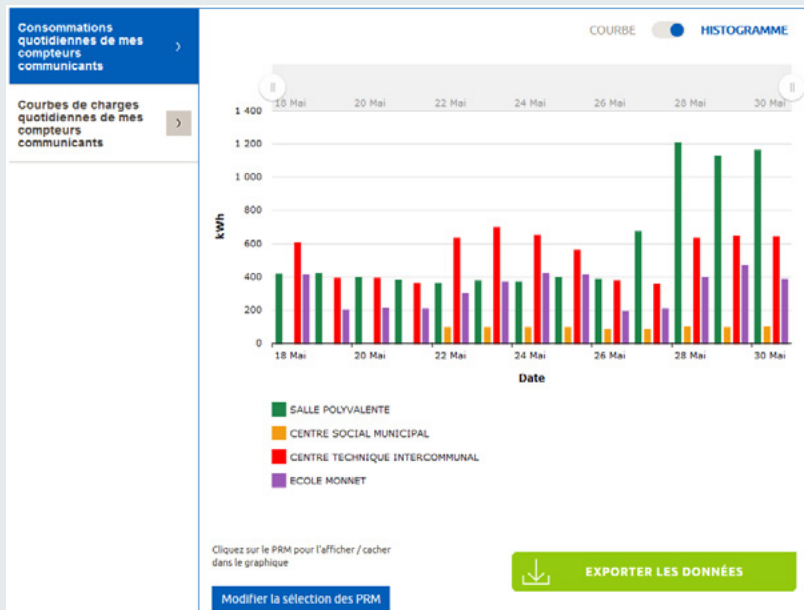 Consommations
quotidiennes de mes
compteurs
communicants
Courbes de charges
quotidiennes de mes
compteurs
communicants
COURBE HISTOGRAMME
18 Mai 20 Mai 22 Mai 24 Mai 26 Mai 28 Mai 30 Mai
1 400
1 200
1 000
800
600
400
200
0
kWh
18 Mai 20 Mai 22 Mai 24 Mai 26 Mai 28 Mai 30 Mai
Date
SALLE POLYVALENTE
CENTRE SOCIAL MUNICIPAL
CENTRE TECHNIQUE INTERCOMMUNAL
ECOLE MONNET
Cliquez sur le PRM pour l'afficher / cacher
dans le graphique
EXPORTER LES DONNÉES
Modifier la sélection des PRM